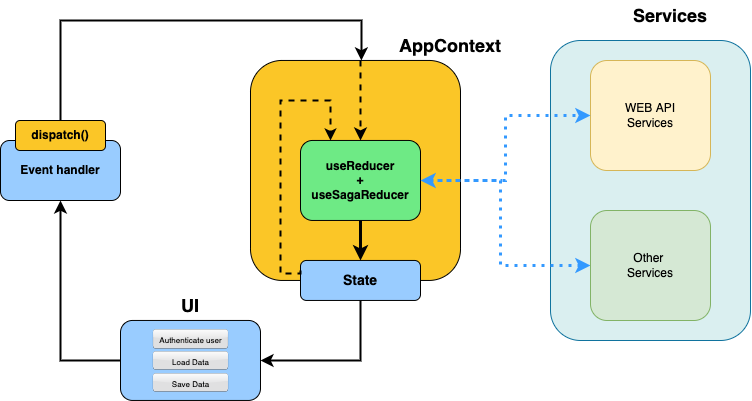 Services
AppContext
dispatch()
Event handler
useReducer
+
useSagaReducer
WEB API
Services
Other
Services
State
UI
Authenticate user
Load Data
Save Data